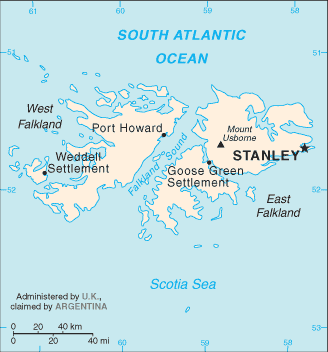 61
60
59
58
SOUTH ATLANTIC
OCEAN
51
51
West
Falkland
Port Howard
Mount
Usborne
Falkland Sound
STANLEY
Weddell
Settlement
Goose Green
Settlement
52
52
East
Falkland
Scotia Sea
Administered by U.K.,
claimed by ARGENTINA
0 20 40 km
0 20 40 mi
61
60
59
58